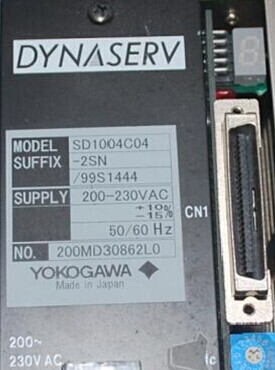 DYNASERV
MODEL SD1004C04
SUFFIX -2SN
/99S1444
SUPPLY 200-230VAC
+10%
-15%
50/60 Hz
NO. 200MD30862L0
YOKOGAWA
Made in Japan
CN1
200~
230V AC